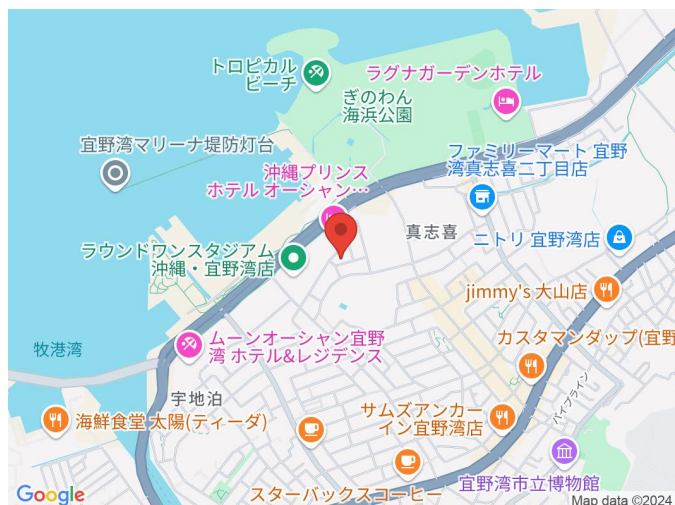 トロピカル
ビーチ
ラグナガーデンホテル
ぎのわん
海浜公園
宜野湾マリーナ堤防灯台
ファミリーマート 宜野
湾真志喜二丁目店
沖縄プリンス
ホテル オーシャン…
真志喜
ニトリ 宜野湾店
ラウンドワンスタジアム
沖縄・宜野湾店
jimmy's 大山店
牧港湾
ムーンオーシャン宜野
湾 ホテル&レジデンス
カスタマンダップ(宜野
宇地泊
海鮮食堂 太陽(ティーダ)
サムズアンカー
イン宜野湾店
パイプライン
スターバックスコーヒー
宜野湾市立博物館
Google
Map data ©2024